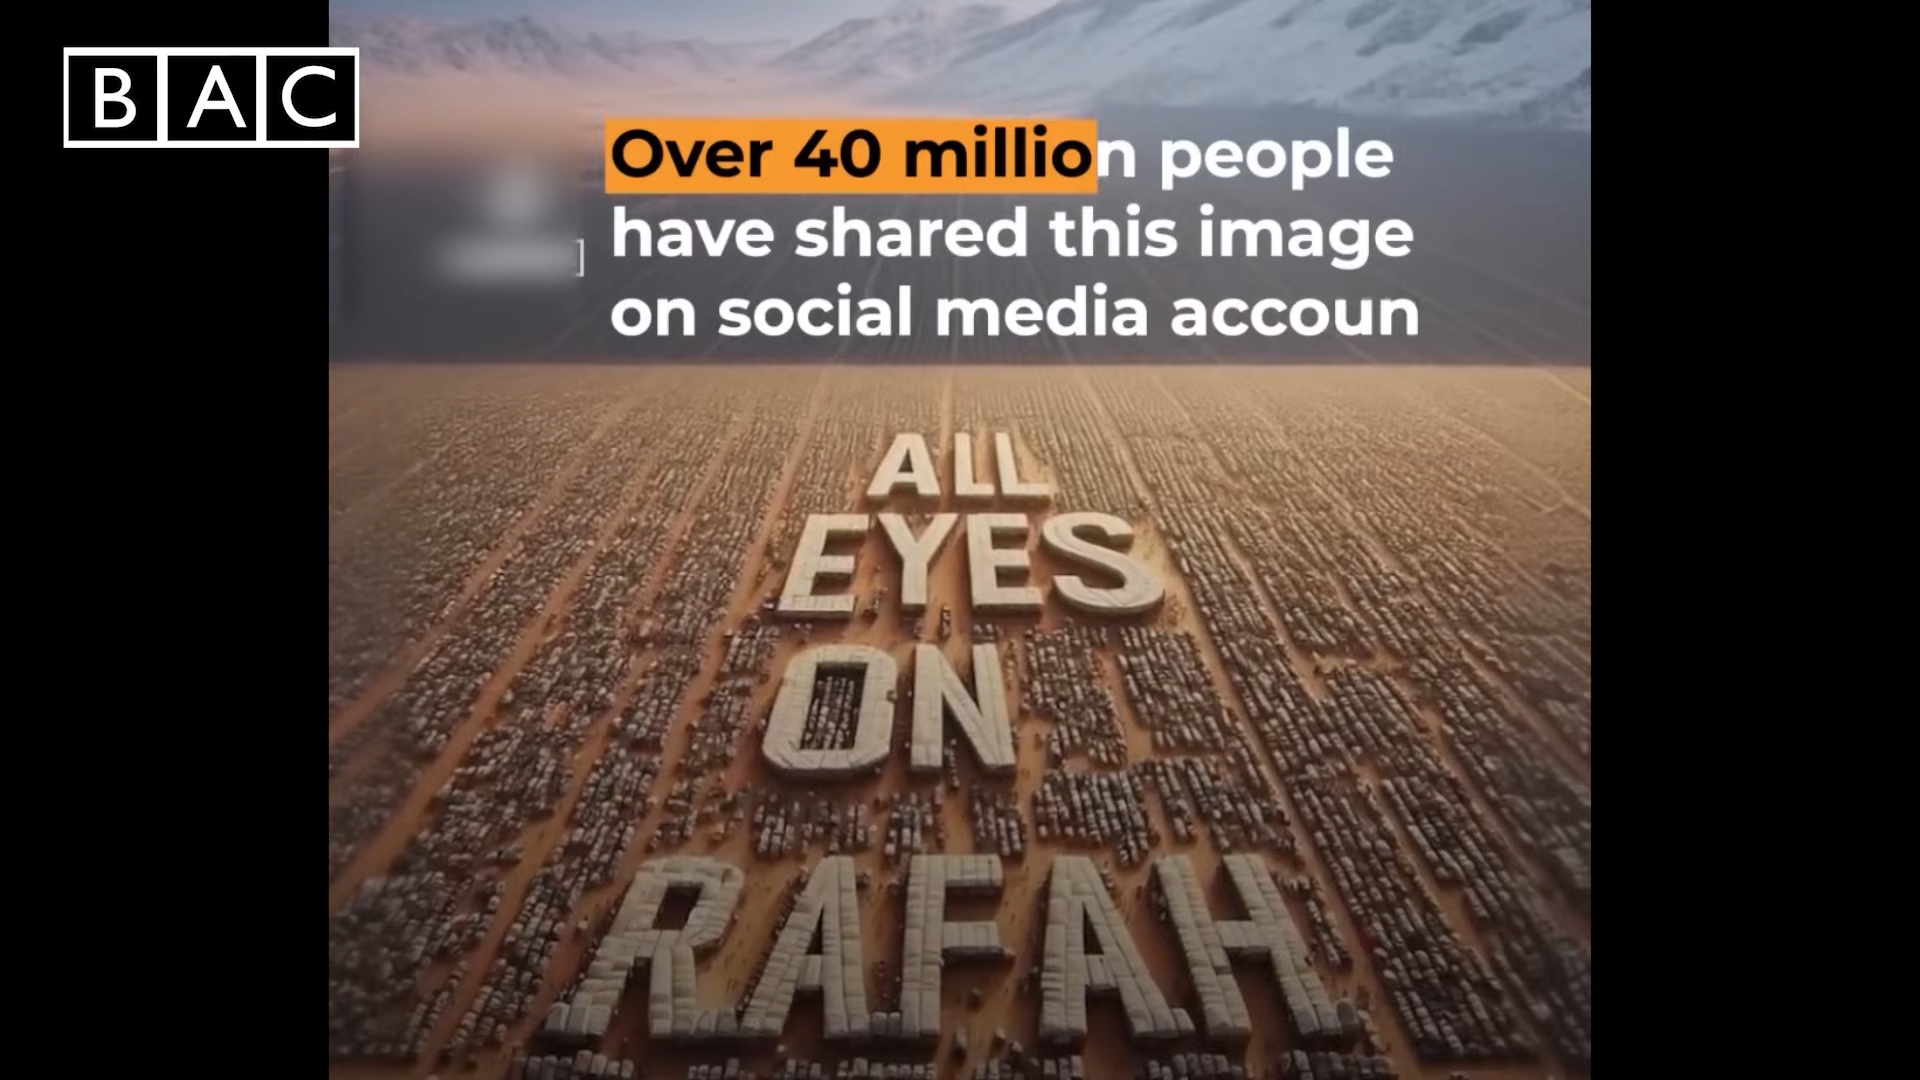 BAC
Over 40 million people
have shared this image
on social media accoun
]
ALL
EYES
ON
RAFAH